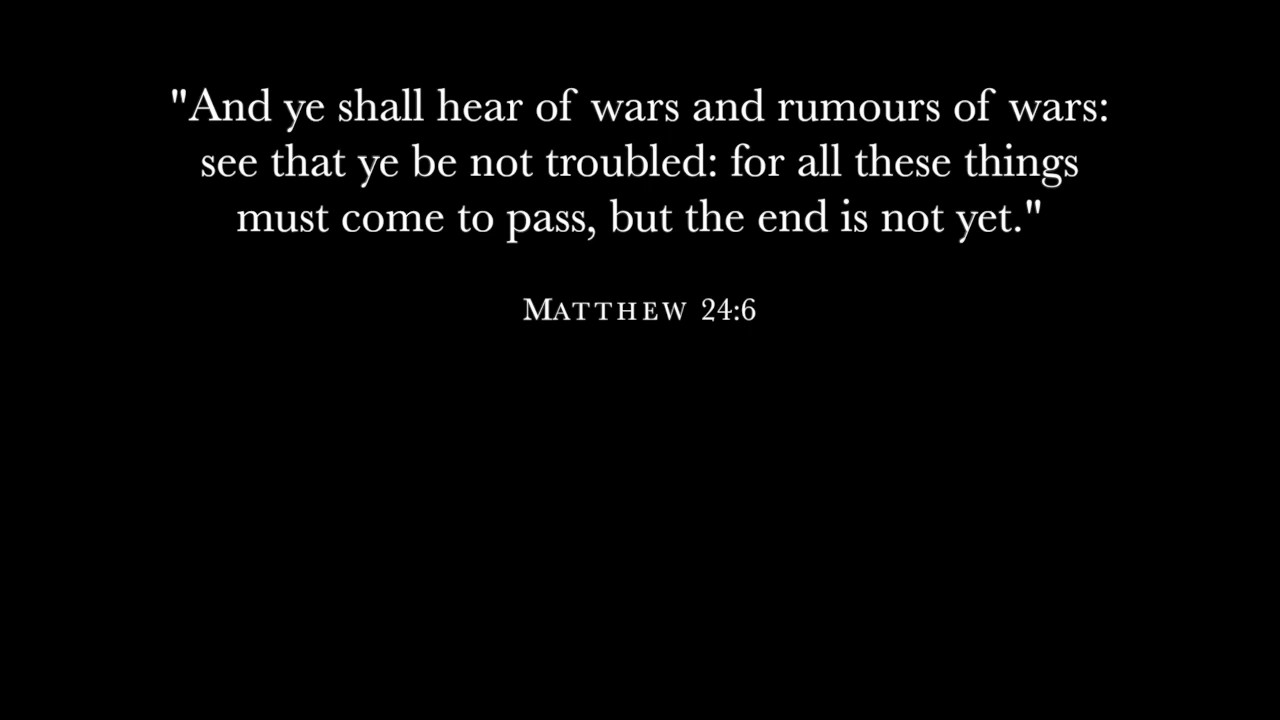 "And ye shall hear of wars and rumours of wars:
see that ye be not troubled: for all these things
must come to pass, but the end is not yet."
MATTHEW 24:6